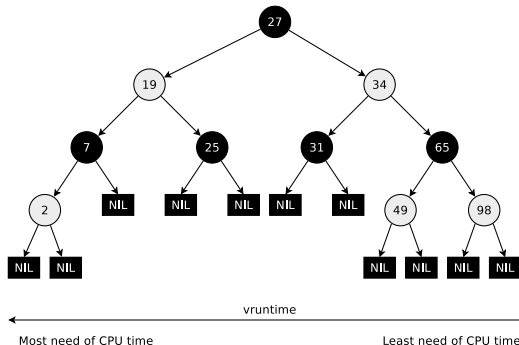 27
19
34
7
25
31
65
2
NIL
NIL
NIL
NIL
NIL
49
98
NIL
NIL
NIL
NIL
NIL
NIL
vruntime
Most need of CPU time
Least need of CPU time